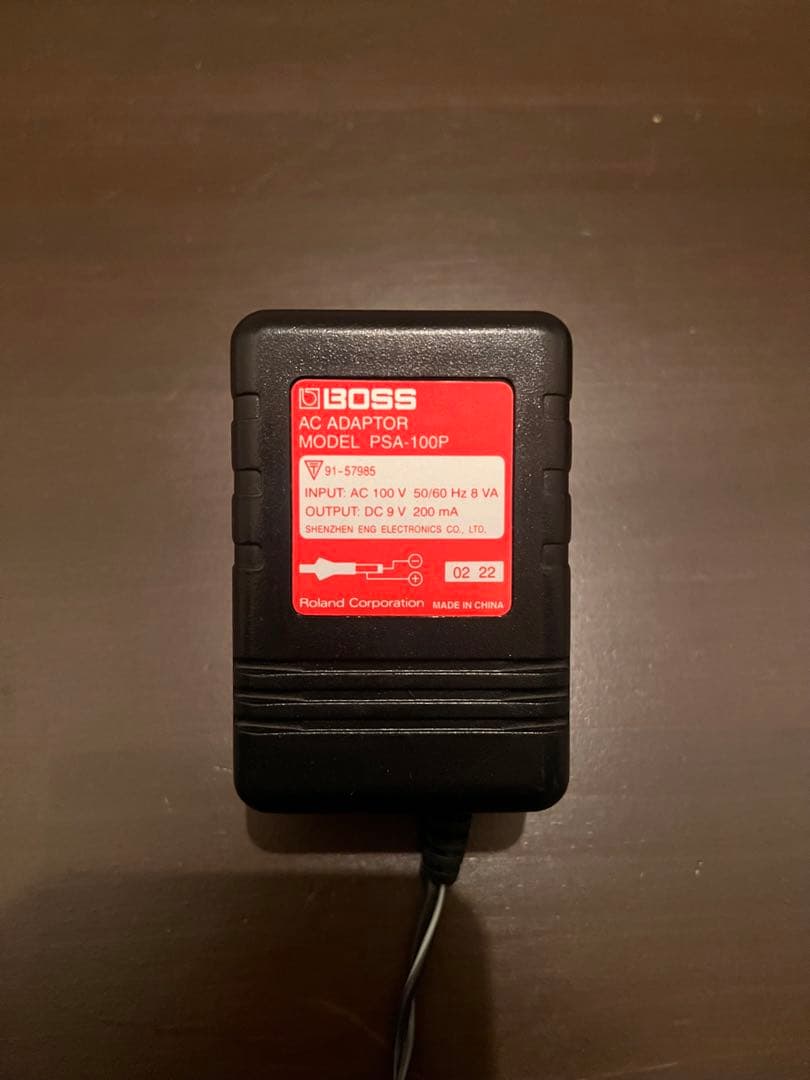 BOSS
AC ADAPTOR
MODEL PSA-100P
T 91-57985
INPUT: AC 100 V 50/60 Hz 8 VA
OUTPUT: DC 9 V 200 mA
SHENZHEN ENG ELECTRONICS CO., LTD.
−
+
02 22
Roland Corporation MADE IN CHINA